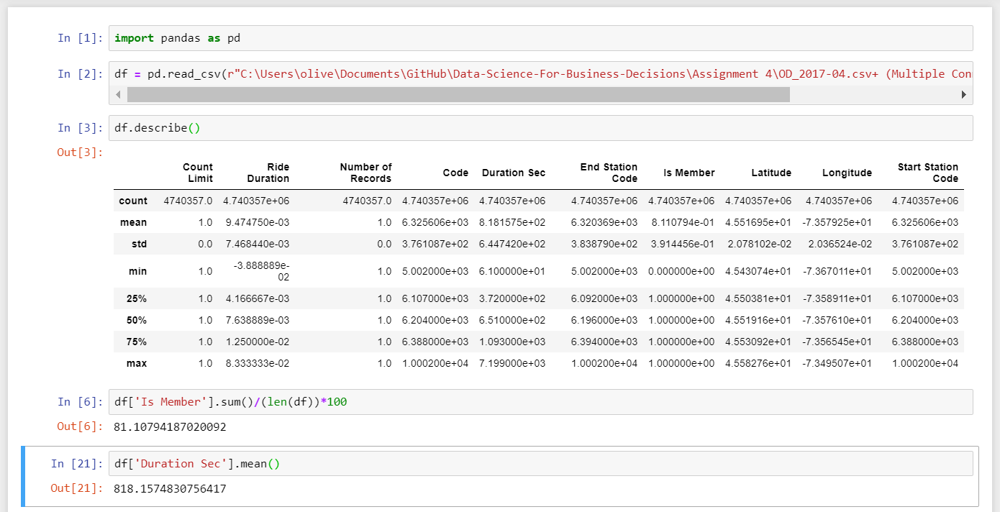 In [1]: import pandas as pd
In [2]: df = pd.read_csv(r"C:\Users\olive\Documents\GitHub\Data-Science-For-Business-Decisions\Assignment 4\OD_2017-04.csv+ (Multiple Con
In [3]: df.describe()
Out[3]:
Count Limit Ride Duration Number of Records Code Duration Sec End Station Code Is Member Latitude Longitude Start Station Code
count 4740357.0 4.740357e+06 4740357.0 4.740357e+06 4.740357e+06 4.740357e+06 4.740357e+06 4.740357e+06 4.740357e+06 4.740357e+06
mean 1.0 9.474750e-03 1.0 6.325606e+03 8.181575e+02 6.320369e+03 8.110794e-01 4.551695e+01 -7.357925e+01 6.325606e+03
std 0.0 7.468440e-03 0.0 3.761087e+02 6.447420e+02 3.838790e+02 3.914456e-01 2.078102e-02 2.036524e-02 3.761087e+02
min 1.0 -3.888889e-02 1.0 5.002000e+03 6.100000e+01 5.002000e+03 0.000000e+00 4.543074e+01 -7.367011e+01 5.002000e+03
25% 1.0 4.166667e-03 1.0 6.107000e+03 3.720000e+02 6.092000e+03 1.000000e+00 4.550381e+01 -7.358911e+01 6.107000e+03
50% 1.0 7.638889e-03 1.0 6.204000e+03 6.510000e+02 6.196000e+03 1.000000e+00 4.551916e+01 -7.357610e+01 6.204000e+03
75% 1.0 1.250000e-02 1.0 6.388000e+03 1.093000e+03 6.394000e+03 1.000000e+00 4.553092e+01 -7.356545e+01 6.388000e+03
max 1.0 8.333333e-02 1.0 1.000200e+04 7.199000e+03 1.000200e+04 1.000000e+00 4.558276e+01 -7.349507e+01 1.000200e+04
In [6]: df['Is Member'].sum()/(len(df))*100
Out[6]: 81.10794187020092
In [21]: df['Duration Sec'].mean()
Out[21]: 818.1574830756417